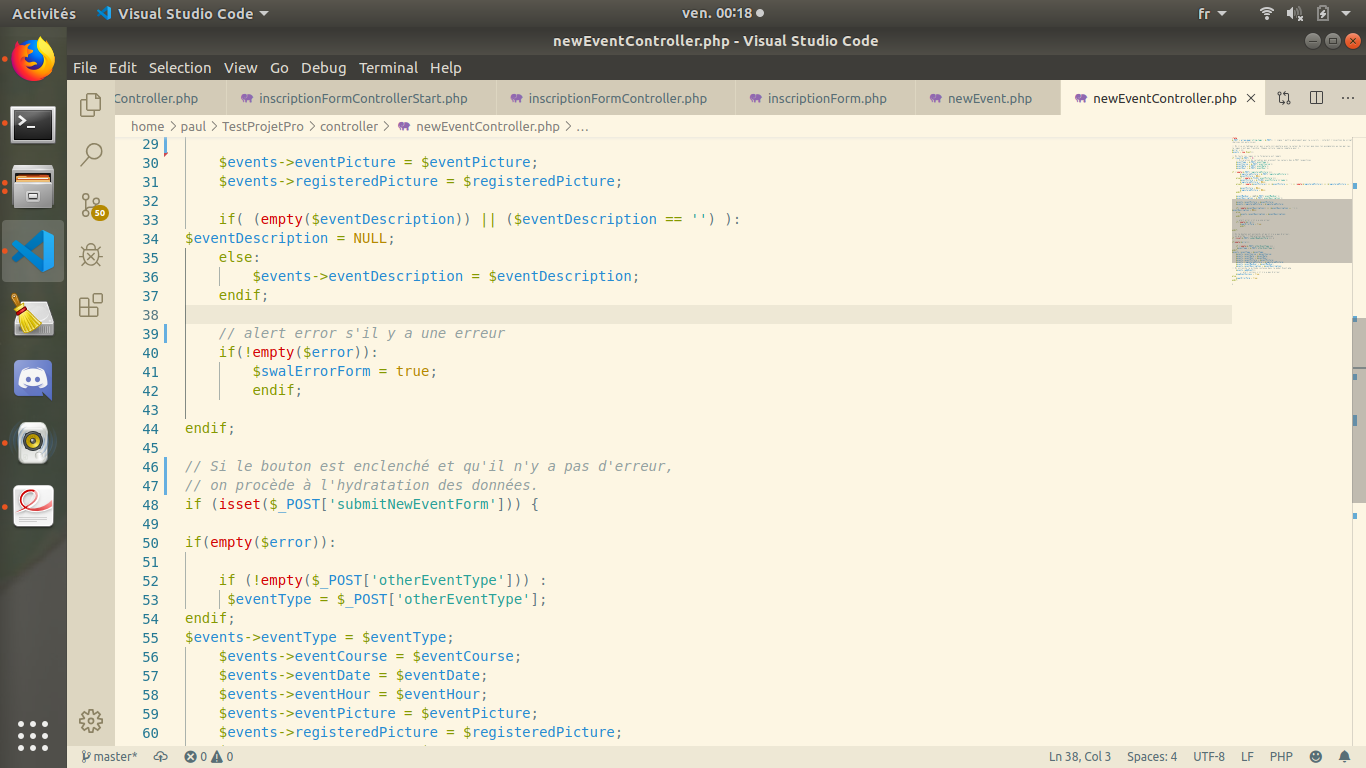 Activités Visual Studio Code ven. 00:18 fr
newEventController.php - Visual Studio Code
File Edit Selection View Go Debug Terminal Help
Controller.php inscriptionFormControllerStart.php inscriptionFormController.php inscriptionForm.php newEvent.php newEventController.php
home > paul > TestProjetPro > controller > newEventController.php > ...
29
30 $events->eventPicture = $eventPicture;
31 $events->registeredPicture = $registeredPicture;
32
33 if( (empty($eventDescription)) || ($eventDescription == '') ):
34 $eventDescription = NULL;
35 else:
36 $events->eventDescription = $eventDescription;
37 endif;
38
39 // alert error s'il y a une erreur
40 if(!empty($error)):
41 $swalErrorForm = true;
42 endif;
43
44 endif;
45
46 // Si le bouton est enclenché et qu'il n'y a pas d'erreur,
47 // on procède à l'hydratation des données.
48 if (isset($_POST['submitNewEventForm'])) {
49
50 if(empty($error)):
51
52 if (!empty($_POST['otherEventType'])) :
53 $eventType = $_POST['otherEventType'];
54 endif;
55 $events->eventType = $eventType;
56 $events->eventCourse = $eventCourse;
57 $events->eventDate = $eventDate;
58 $events->eventHour = $eventHour;
59 $events->eventPicture = $eventPicture;
60 $events->registeredPicture = $registeredPicture;
50
master* 0 0 Ln 38, Col 3 Spaces: 4 UTF-8 LF PHP